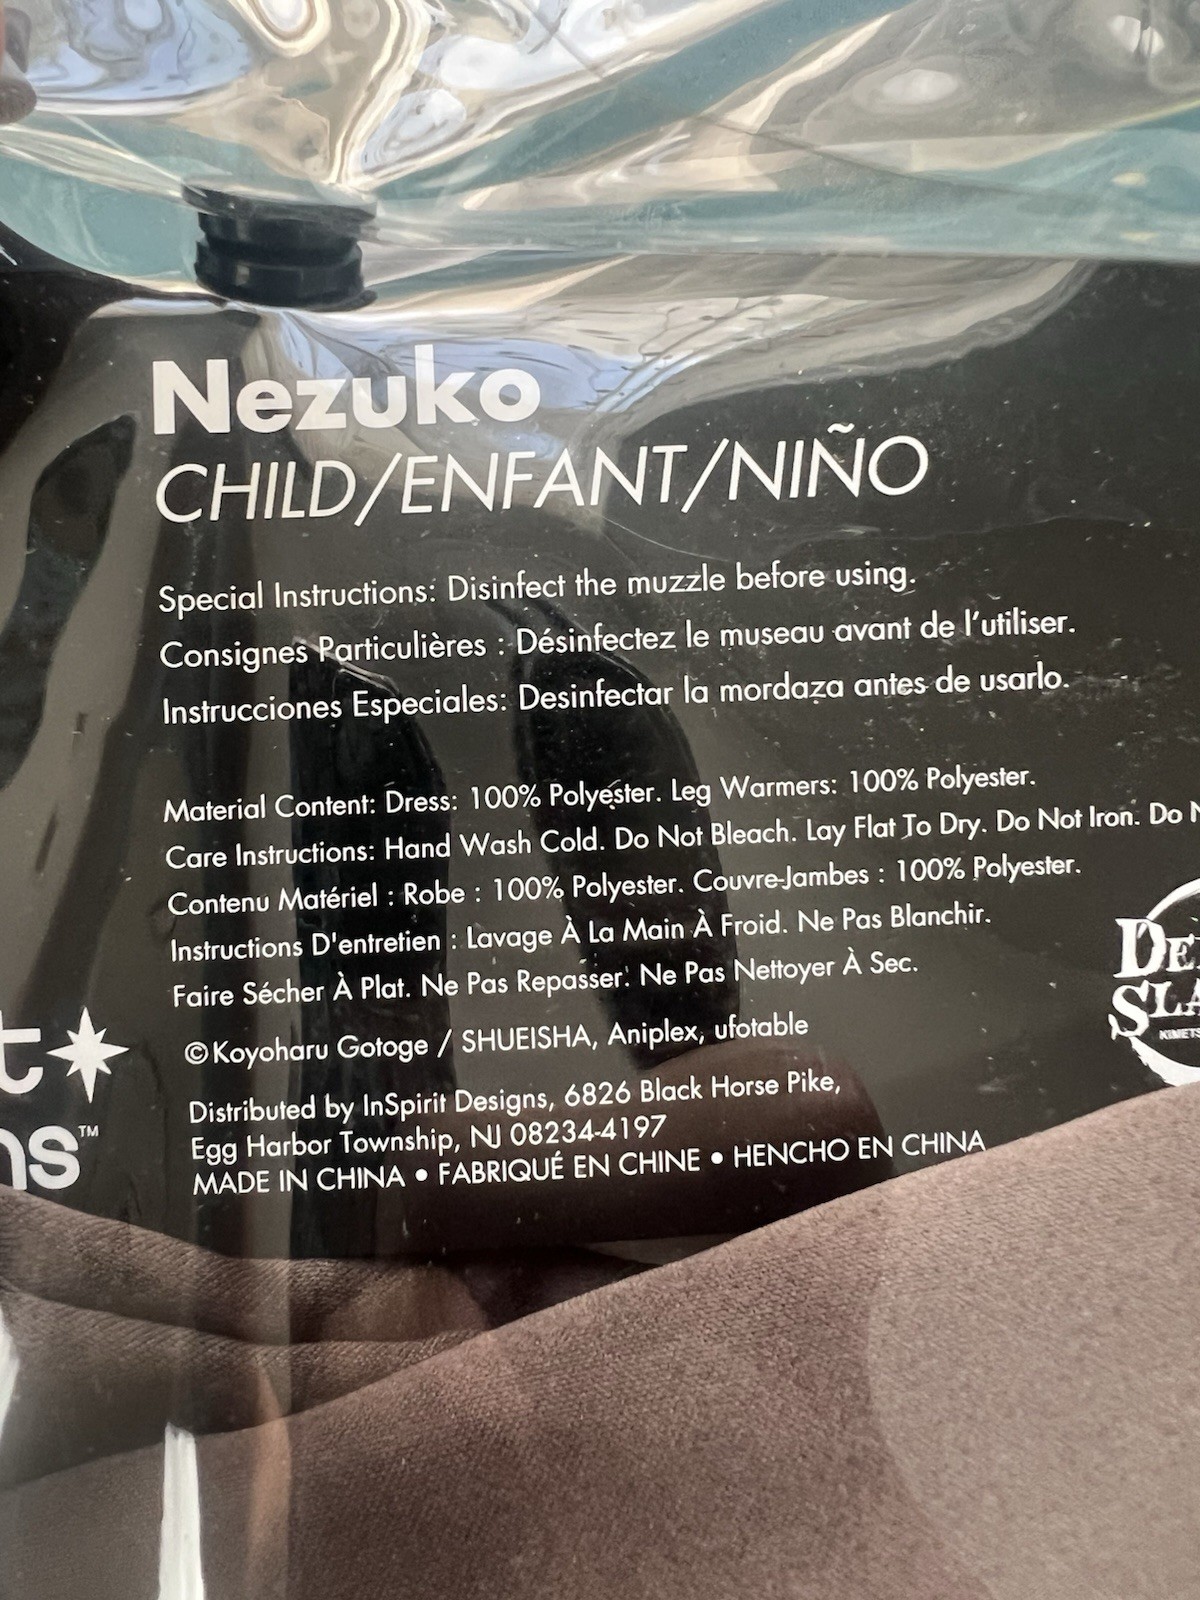 Nezuko
CHILD/ENFANT/NIÑO
Special Instructions: Disinfect the muzzle before using.
Consignes Particulières : Désinfectez le museau avant de l'utiliser.
Instrucciones Especiales: Desinfectar la mordaza antes de usarlo.
Material Content: Dress: 100% Polyester. Leg Warmers: 100% Polyester.
Care Instructions: Hand Wash Cold. Do Not Bleach. Lay Flat To Dry. Do Not Iron. Do
Contenu Matériel : Robe : 100% Polyester. Couvre-Jambes : 100% Polyester.
Instructions D'entretien : Lavage À La Main À Froid. Ne Pas Blanchir.
Faire Sécher À Plat. Ne Pas Repasser. Ne Pas Nettoyer À Sec.
©Koyoharu Gotoge / SHUEISHA, Aniplex, ufotable
Distributed by InSpirit Designs, 6826 Black Horse Pike,
Egg Harbor Township, NJ 08234-4197
MADE IN CHINA • FABRIQUÉ EN CHINE • HENCHO EN CHINA